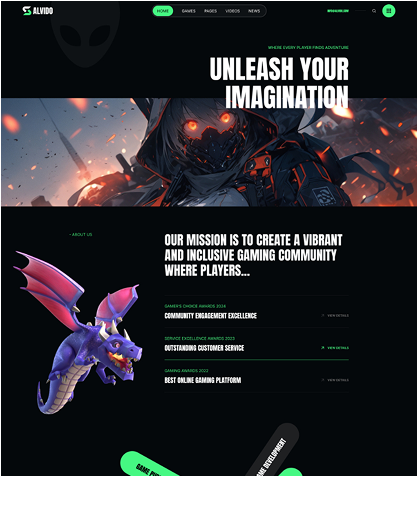 ALVIDO
HOME
GAMES
PAGES
VIDEOS
NEWS
WHERE EVERY PLAYER FINDS ADVENTURE
UNLEASH YOUR
IMAGINATION
- ABOUT US
OUR MISSION IS TO CREATE A VIBRANT
AND INCLUSIVE GAMING COMMUNITY
WHERE PLAYERS...
GAMER'S CHOICE AWARDS 2024
COMMUNITY ENGAGEMENT EXCELLENCE
VIEW DETAILS
SERVICE EXCELLENCE AWARDS 2023
OUTSTANDING CUSTOMER SERVICE
VIEW DETAILS
GAMING AWARDS 2022
BEST ONLINE GAMING PLATFORM
VIEW DETAILS
GAME
DEVELOPMENT